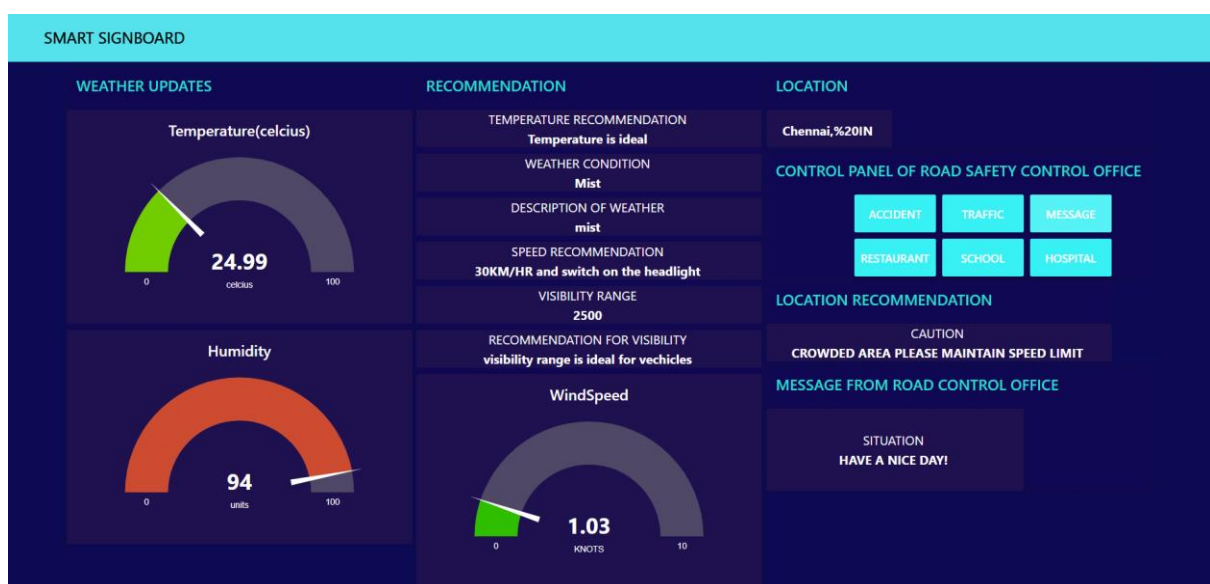 SMART SIGNBOARD
WEATHER UPDATES
Temperature(celcius)
24.99
celcius
0
100
Humidity
94
units
0
100
RECOMMENDATION
TEMPERATURE RECOMMENDATION
Temperature is ideal
WEATHER CONDITION
Mist
DESCRIPTION OF WEATHER
mist
SPEED RECOMMENDATION
30KM/HR and switch on the headlight
VISIBILITY RANGE
2500
RECOMMENDATION FOR VISIBILITY
visibility range is ideal for vechicles
WindSpeed
1.03
KNOTS
0
10
LOCATION
Chennai,%20IN
CONTROL PANEL OF ROAD SAFETY CONTROL OFFICE
ACCIDENT TRAFFIC MESSAGE
RESTAURANT SCHOOL HOSPITAL
LOCATION RECOMMENDATION
CAUTION
CROWDED AREA PLEASE MAINTAIN SPEED LIMIT
MESSAGE FROM ROAD CONTROL OFFICE
SITUATION
HAVE A NICE DAY!